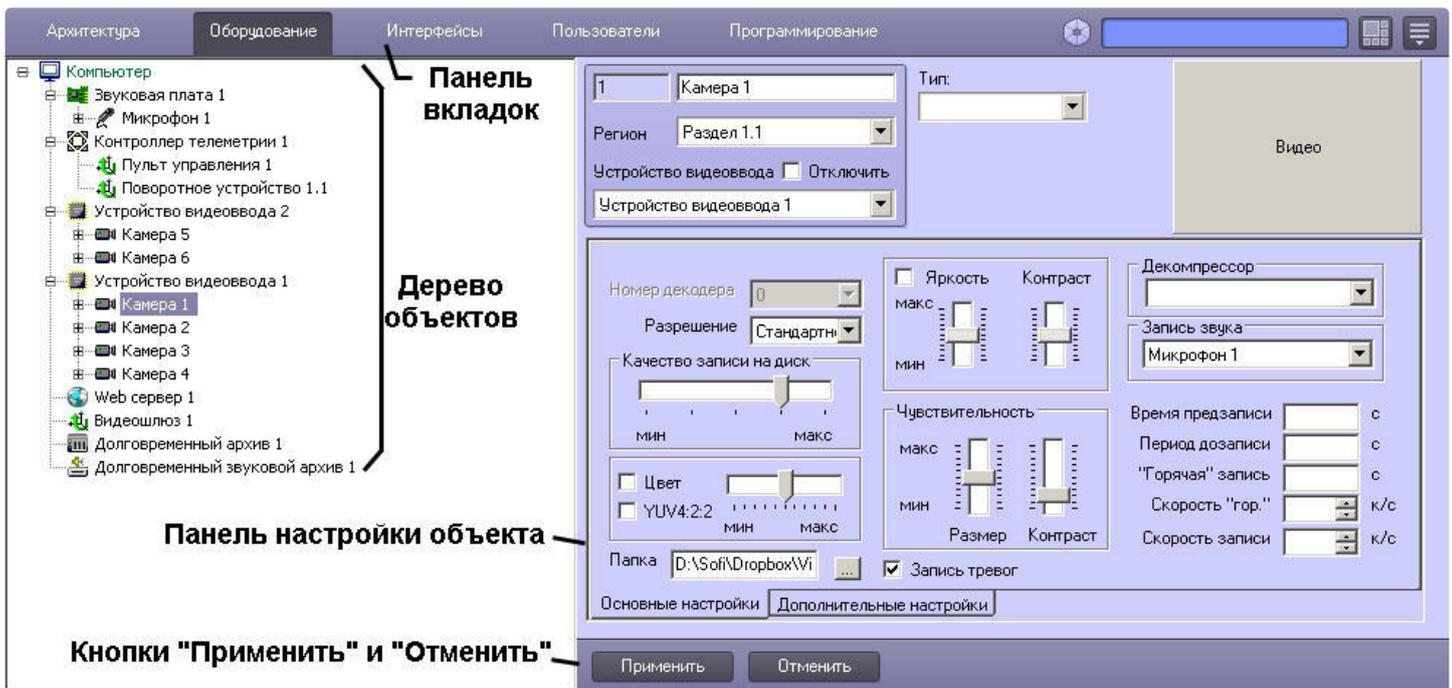 Архитектура Оборудование Интерфейсы Пользователи Программирование
Панель вкладок
Компьютер
Звуковая плата 1
Микрофон 1
Контроллер телеметрии 1
Пульт управления 1
Поворотное устройство 1.1
Устройство видеоввода 2
Камера 5
Камера 6
Устройство видеоввода 1
Камера 1
Камера 2
Камера 3
Камера 4
Web сервер 1
Видеошлюз 1
Долговременный архив 1
Долговременный звуковой архив 1
Дерево объектов
Панель настройки объекта
Кнопки "Применить" и "Отменить"
1 Камера 1
Регион Раздел 1.1
Устройство видеоввода Отключить
Устройство видеоввода 1
Тип:
Видео
Номер декодера 0
Разрешение Стандартн
Качество записи на диск
мин макс
Цвет
YUV4:2:2
мин макс
Папка D:\Sofi\Dropbox\Vi ...
Яркость Контраст
макс
мин
Чувствительность
макс
мин
Размер Контраст
Запись тревог
Декомпрессор
Запись звука
Микрофон 1
Время предзаписи с
Период дозаписи с
"Горячая" запись с
Скорость "гор." к/с
Скорость записи к/с
Основные настройки Дополнительные настройки
Применить Отменить